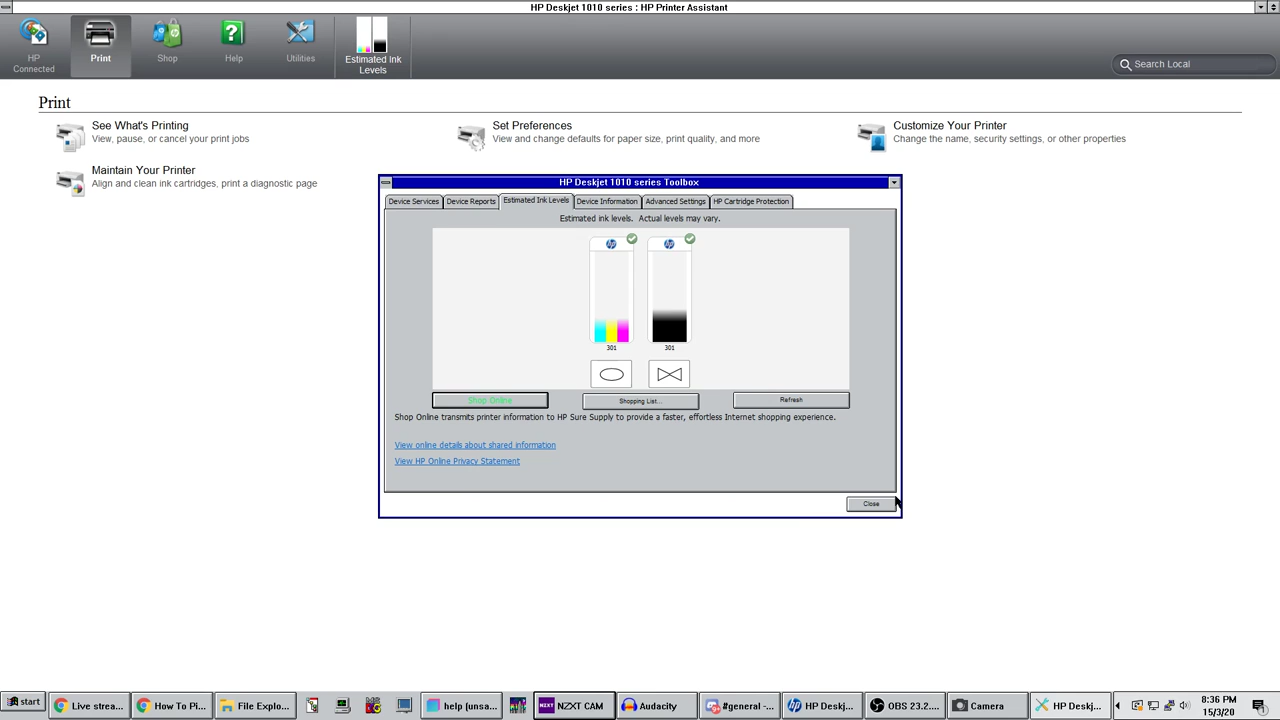 HP Deskjet 1010 series : HP Printer Assistant
HP Connected
Print
Shop
Help
Utilities
Estimated Ink Levels
Search Local
Print
See What's Printing
View, pause, or cancel your print jobs
Set Preferences
View and change defaults for paper size, print quality, and more
Customize Your Printer
Change the name, security settings, or other properties
Maintain Your Printer
Align and clean ink cartridges, print a diagnostic page
HP Deskjet 1010 series Toolbox
Device Services
Device Reports
Estimated Ink Levels
Device Information
Advanced Settings
HP Cartridge Protection
Estimated ink levels. Actual levels may vary.
hp
hp
301
301
Shop Online
Shopping List...
Refresh
Shop Online transmits printer information to HP Sure Supply to provide a faster, effortless Internet shopping experience.
View online details about shared information
View HP Online Privacy Statement
Close
start
Live strea...
How To Pi...
File Explo...
help (unsa...
NZXT CAM
Audacity
#general -...
HP Deskj...
OBS 23.2....
Camera
HP Deskj...
8:36 PM
15/3/20